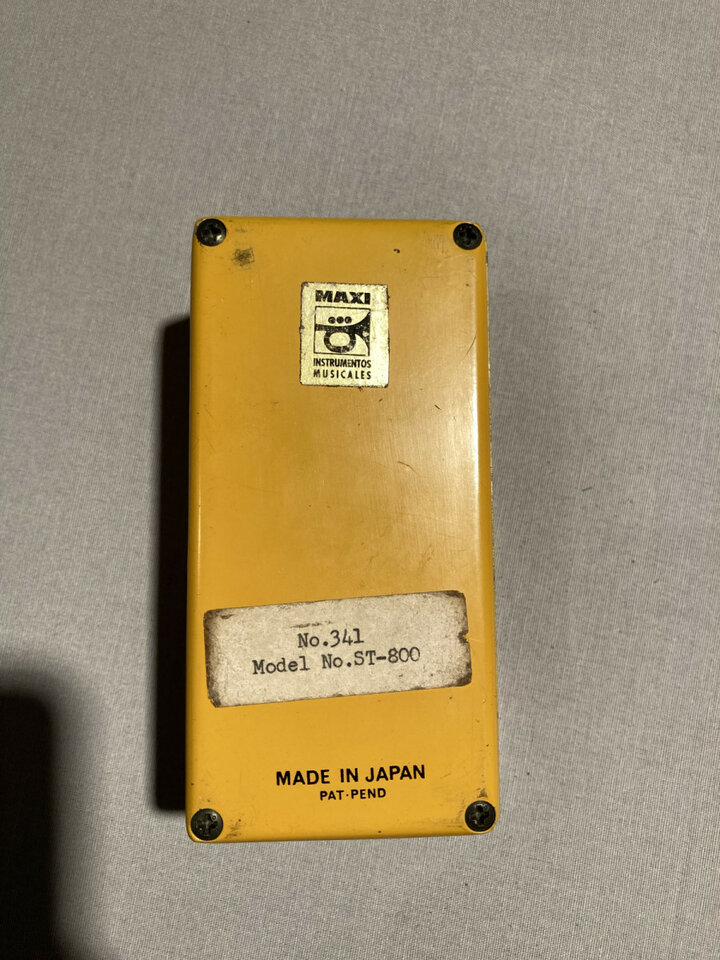 MAXI
INSTRUMENTOS
MUSICALES
No.341
Model No.ST-800
MADE IN JAPAN
PAT·PEND